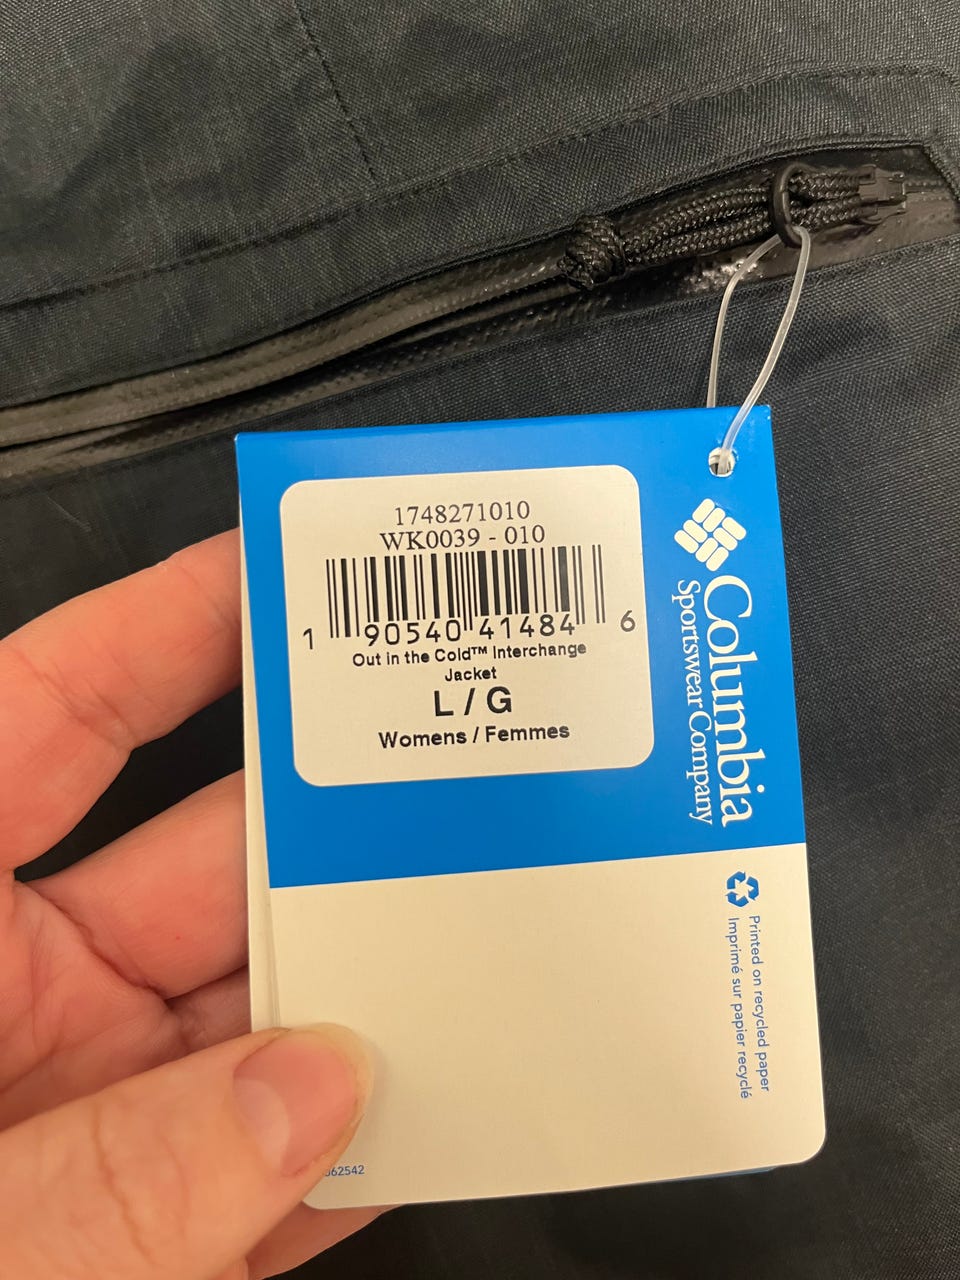 1748271010
WK0039 - 010
1 90540 41484 6
Out in the Cold™ Interchange
Jacket
L / G
Womens / Femmes
Columbia
Sportswear Company
Printed on recycled paper
Imprimé sur papier recyclé